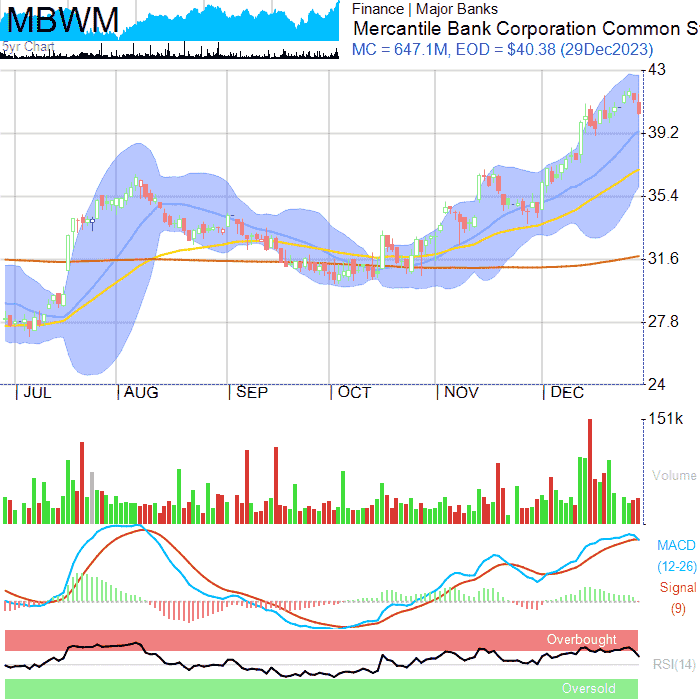 MBWM
5yr Chart
Finance | Major Banks
Mercantile Bank Corporation Common S
MC = 647.1M, EOD = $40.38 (29Dec2023)
43
39.2
35.4
31.6
27.8
24
JUL AUG SEP OCT NOV DEC
151k
Volume
MACD
(12-26)
Signal
(9)
Overbought
RSI(14)
Oversold